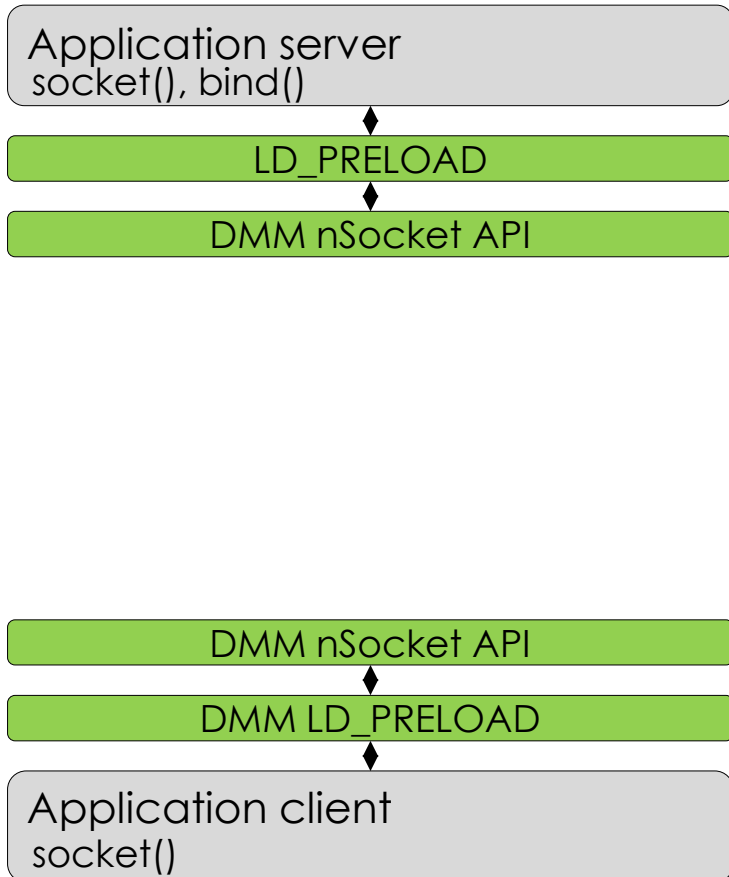 Application server
socket(), bind()
LD_PRELOAD
DMM nSocket API
DMM nSocket API
DMM LD_PRELOAD
Application client
socket()